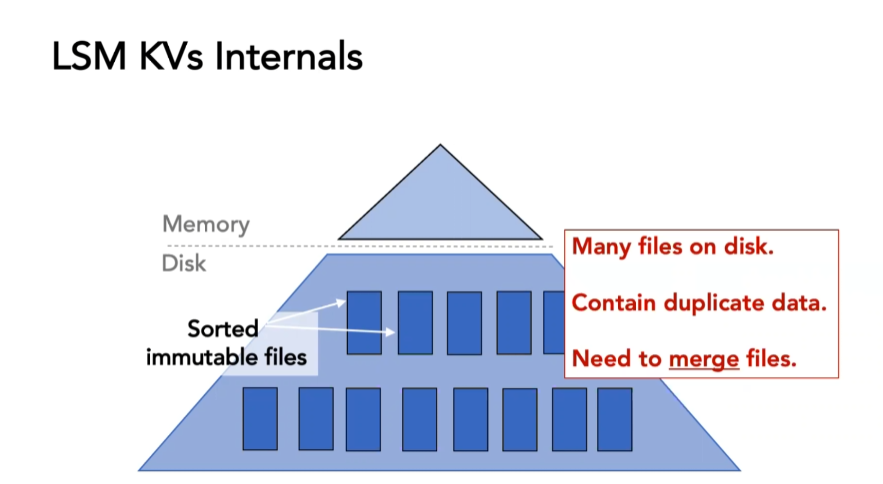 LSM KVs Internals
Memory
Disk
Many files on disk.
Contain duplicate data.
Need to merge files.
Sorted
immutable files